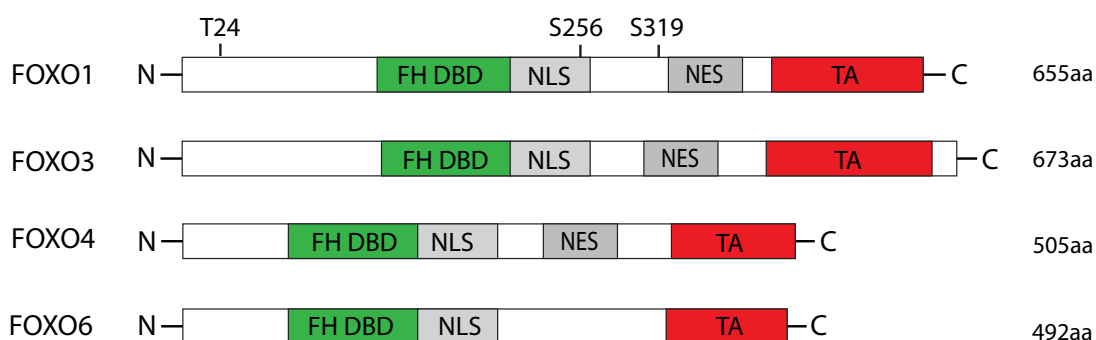 T24 S256 S319
FOXO1 N FH DBD NLS NES TA C 655aa
FOXO3 N FH DBD NLS NES TA C 673aa
FOXO4 N FH DBD NLS NES TA C 505aa
FOXO6 N FH DBD NLS TA C 492aa